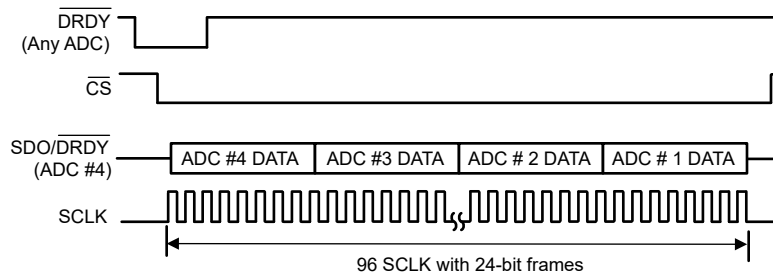 DRDY
(Any ADC)
CS
SDO/DRDY
(ADC #4)
ADC #4 DATA
ADC #3 DATA
ADC # 2 DATA
ADC # 1 DATA
SCLK
96 SCLK with 24-bit frames